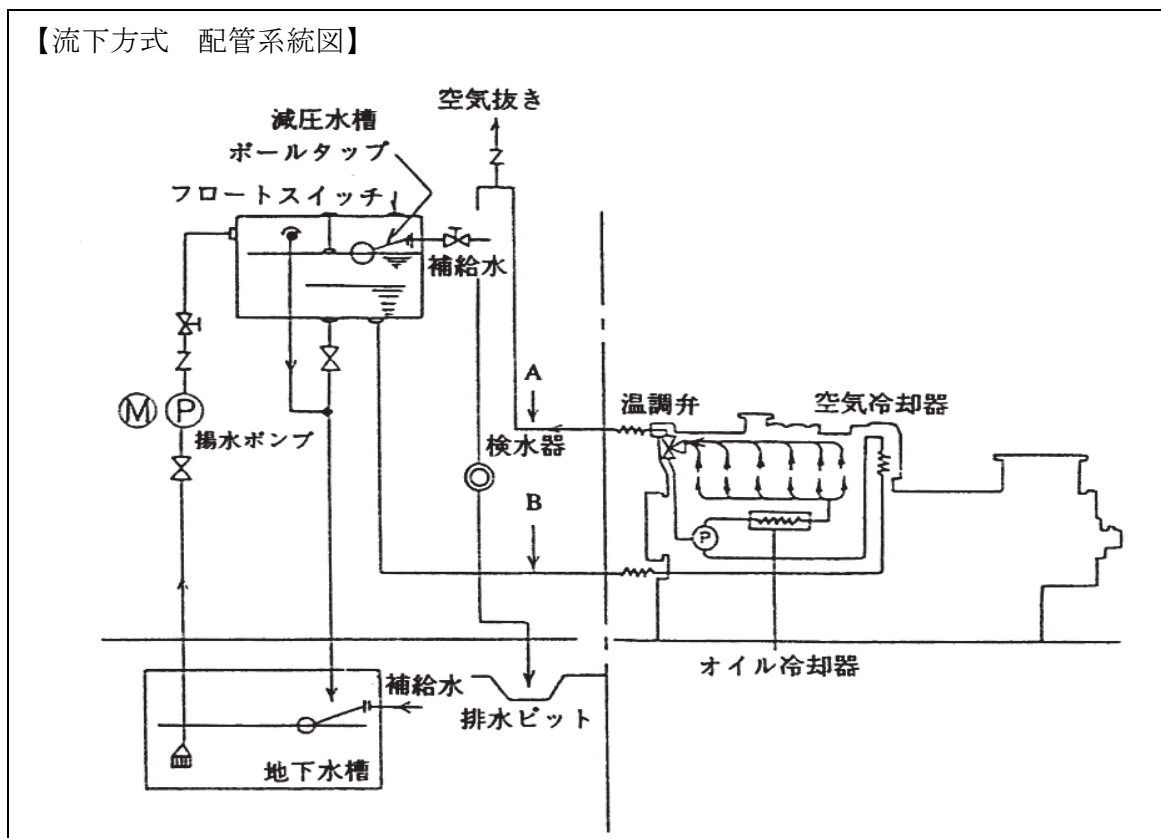 【流下方式　配管系統図】
空気抜き
減圧水槽
ボールタップ
フロートスイッチ
補給水
A
温調弁
空気冷却器
M
P
揚水ポンプ
検水器
B
P
オイル冷却器
補給水
排水ピット
地下水槽